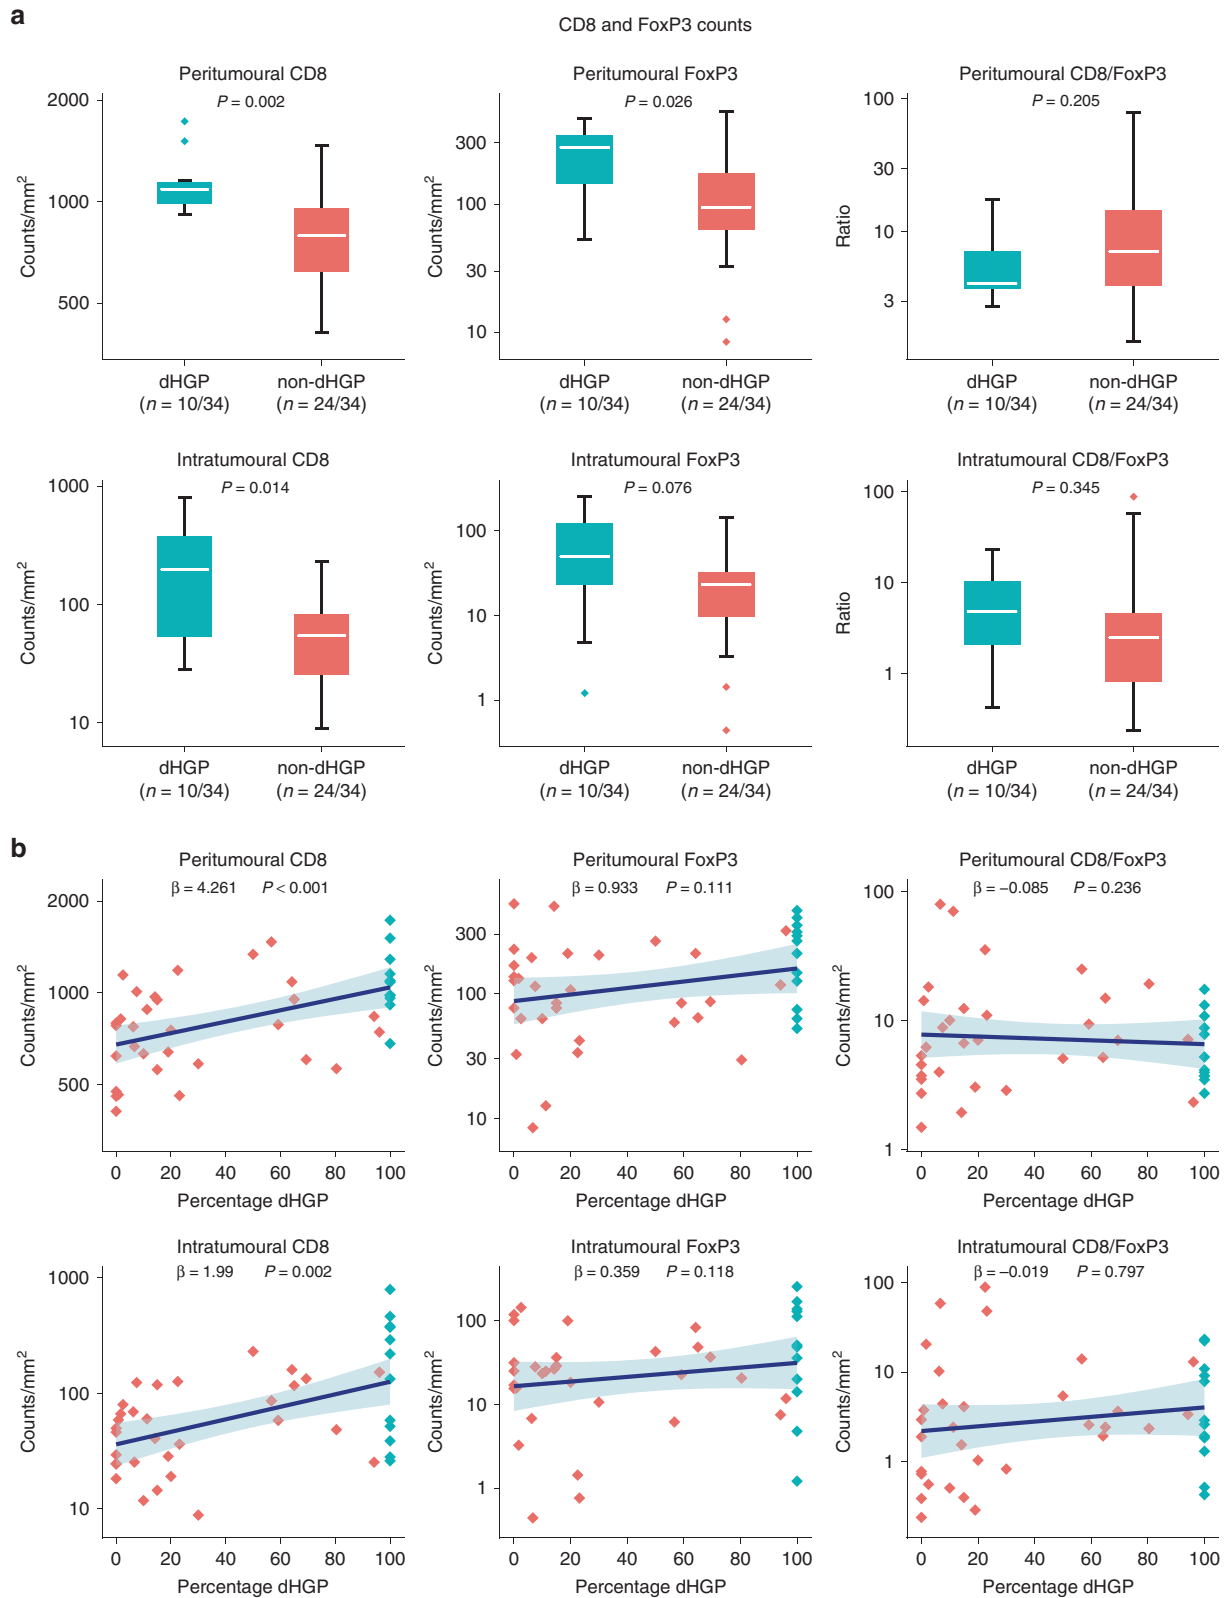 a
CD8 and FoxP3 counts
Peritumoural CD8
P = 0.002
2000
1000
500
Counts/mm2
dHGP
(n = 10/34)
non-dHGP
(n = 24/34)
Peritumoural FoxP3
P = 0.026
300
100
30
10
Counts/mm2
dHGP
(n = 10/34)
non-dHGP
(n = 24/34)
Peritumoural CD8/FoxP3
P = 0.205
100
30
10
3
Ratio
dHGP
(n = 10/34)
non-dHGP
(n = 24/34)
Intratumoural CD8
P = 0.014
1000
100
10
Counts/mm2
dHGP
(n = 10/34)
non-dHGP
(n = 24/34)
Intratumoural FoxP3
P = 0.076
100
10
1
Counts/mm2
dHGP
(n = 10/34)
non-dHGP
(n = 24/34)
Intratumoural CD8/FoxP3
P = 0.345
100
10
1
Ratio
dHGP
(n = 10/34)
non-dHGP
(n = 24/34)
b
Peritumoural CD8
β = 4.261 P < 0.001
2000
1000
500
Counts/mm2
0 20 40 60 80 100
Percentage dHGP
Peritumoural FoxP3
β = 0.933 P = 0.111
300
100
30
10
Counts/mm2
0 20 40 60 80 100
Percentage dHGP
Peritumoural CD8/FoxP3
β = −0.085 P = 0.236
100
10
1
Counts/mm2
0 20 40 60 80 100
Percentage dHGP
Intratumoural CD8
β = 1.99 P = 0.002
1000
100
10
Counts/mm2
0 20 40 60 80 100
Percentage dHGP
Intratumoural FoxP3
β = 0.359 P = 0.118
100
10
1
Counts/mm2
0 20 40 60 80 100
Percentage dHGP
Intratumoural CD8/FoxP3
β = −0.019 P = 0.797
100
10
1
Counts/mm2
0 20 40 60 80 100
Percentage dHGP